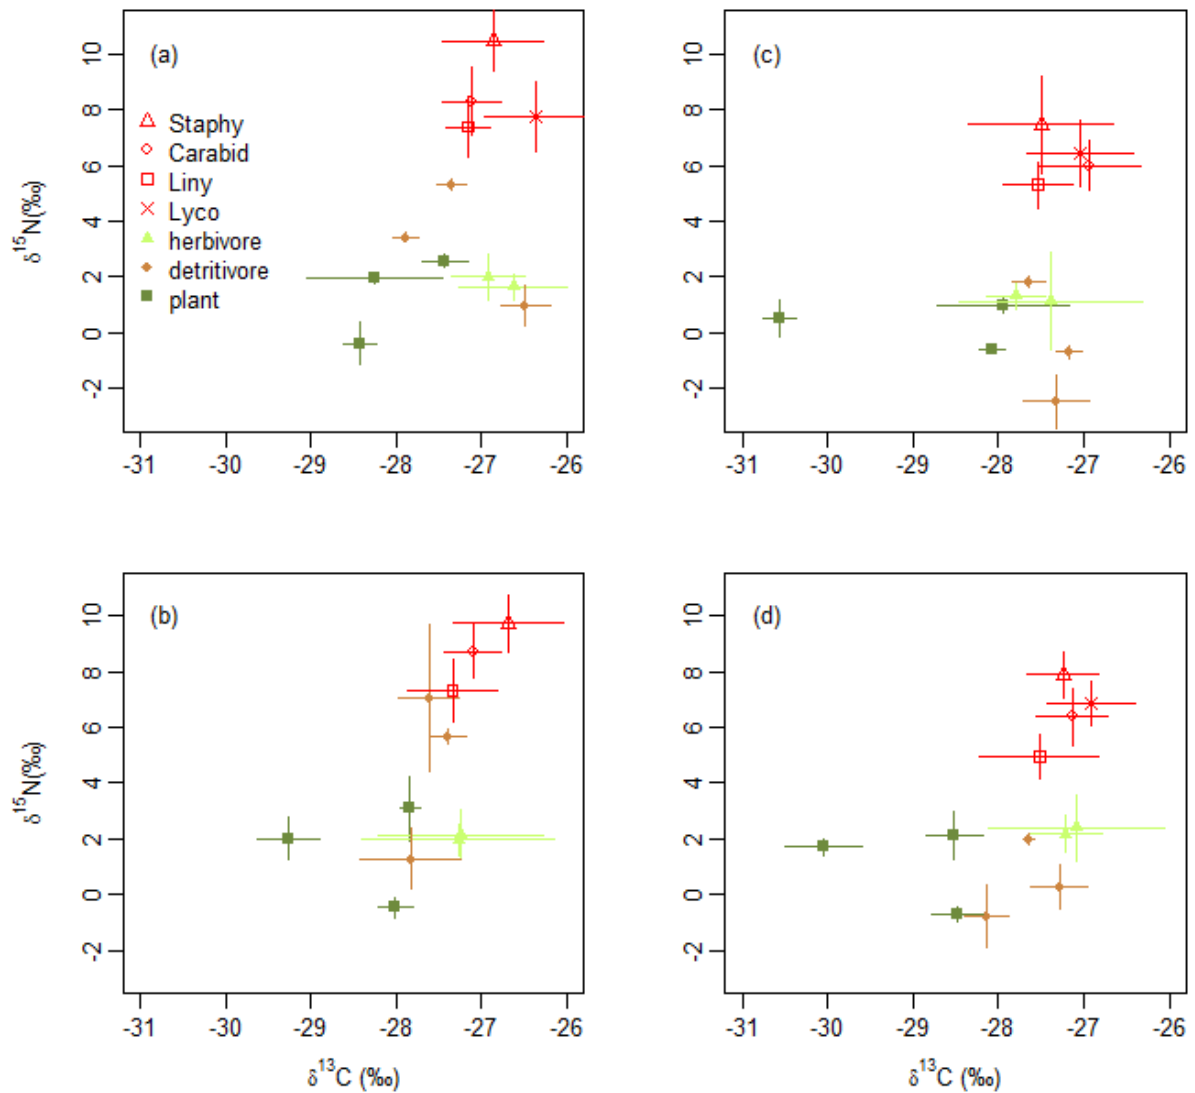 (a)
Staphy
Carabid
Liny
Lyco
herbivore
detritivore
plant
δ15N(‰)
10
8
6
4
2
0
-2
-31 -30 -29 -28 -27 -26
(c)
10
8
6
4
2
0
-2
-31 -30 -29 -28 -27 -26
(b)
δ15N(‰)
10
8
6
4
2
0
-2
-31 -30 -29 -28 -27 -26
δ13C (‰)
(d)
10
8
6
4
2
0
-2
-31 -30 -29 -28 -27 -26
δ13C (‰)